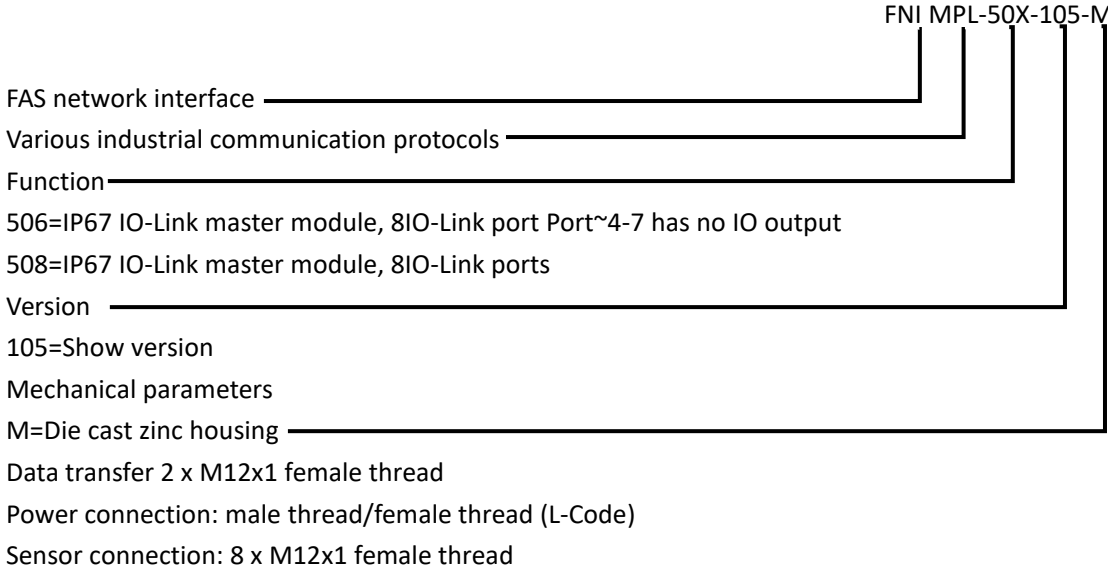 FNI MPL-50X-105-M
FAS network interface
Various industrial communication protocols
Function
506=IP67 IO-Link master module, 8IO-Link port Port~4-7 has no IO output
508=IP67 IO-Link master module, 8IO-Link ports
Version
105=Show version
Mechanical parameters
M=Die cast zinc housing
Data transfer 2 x M12x1 female thread
Power connection: male thread/female thread (L-Code)
Sensor connection: 8 x M12x1 female thread